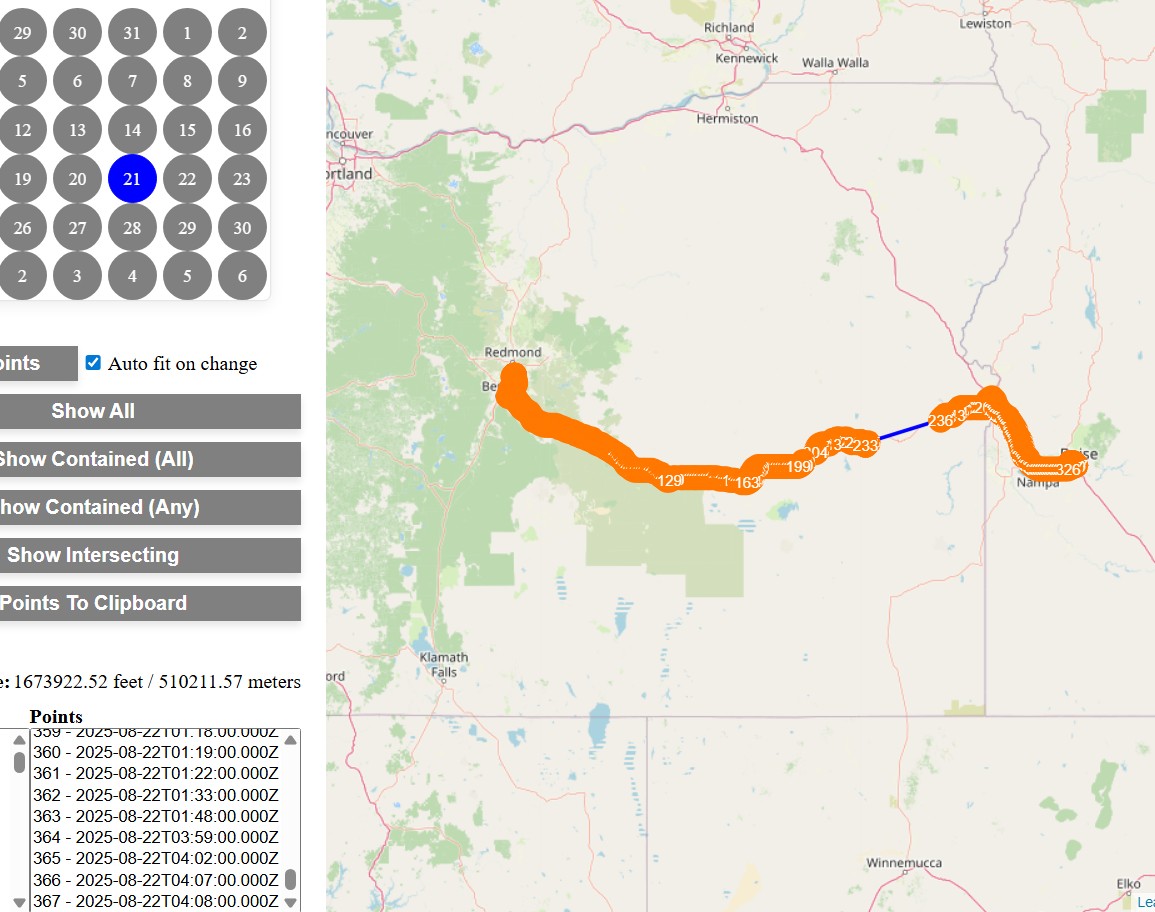 29 30 31 1 2
5 6 7 8 9
12 13 14 15 16
19 20 21 22 23
26 27 28 29 30
2 3 4 5 6
oints
Auto fit on change
Show All
Show Contained (All)
how Contained (Any)
Show Intersecting
Points To Clipboard
e: 1673922.52 feet / 510211.57 meters
Points
359 - 2025-08-22T01:18:00.000Z
360 - 2025-08-22T01:19:00.000Z
361 - 2025-08-22T01:22:00.000Z
362 - 2025-08-22T01:33:00.000Z
363 - 2025-08-22T01:48:00.000Z
364 - 2025-08-22T03:59:00.000Z
365 - 2025-08-22T04:02:00.000Z
366 - 2025-08-22T04:07:00.000Z
367 - 2025-08-22T04:08:00.000Z
Lewiston
Richland
Kennewick
Walla Walla
Hermiston
ncouver
ortland
Redmond
Be
129
163
199
04
233
236
326
ise
Nampa
Klamath
Falls
ord
Winnemucca
Elko
Lea